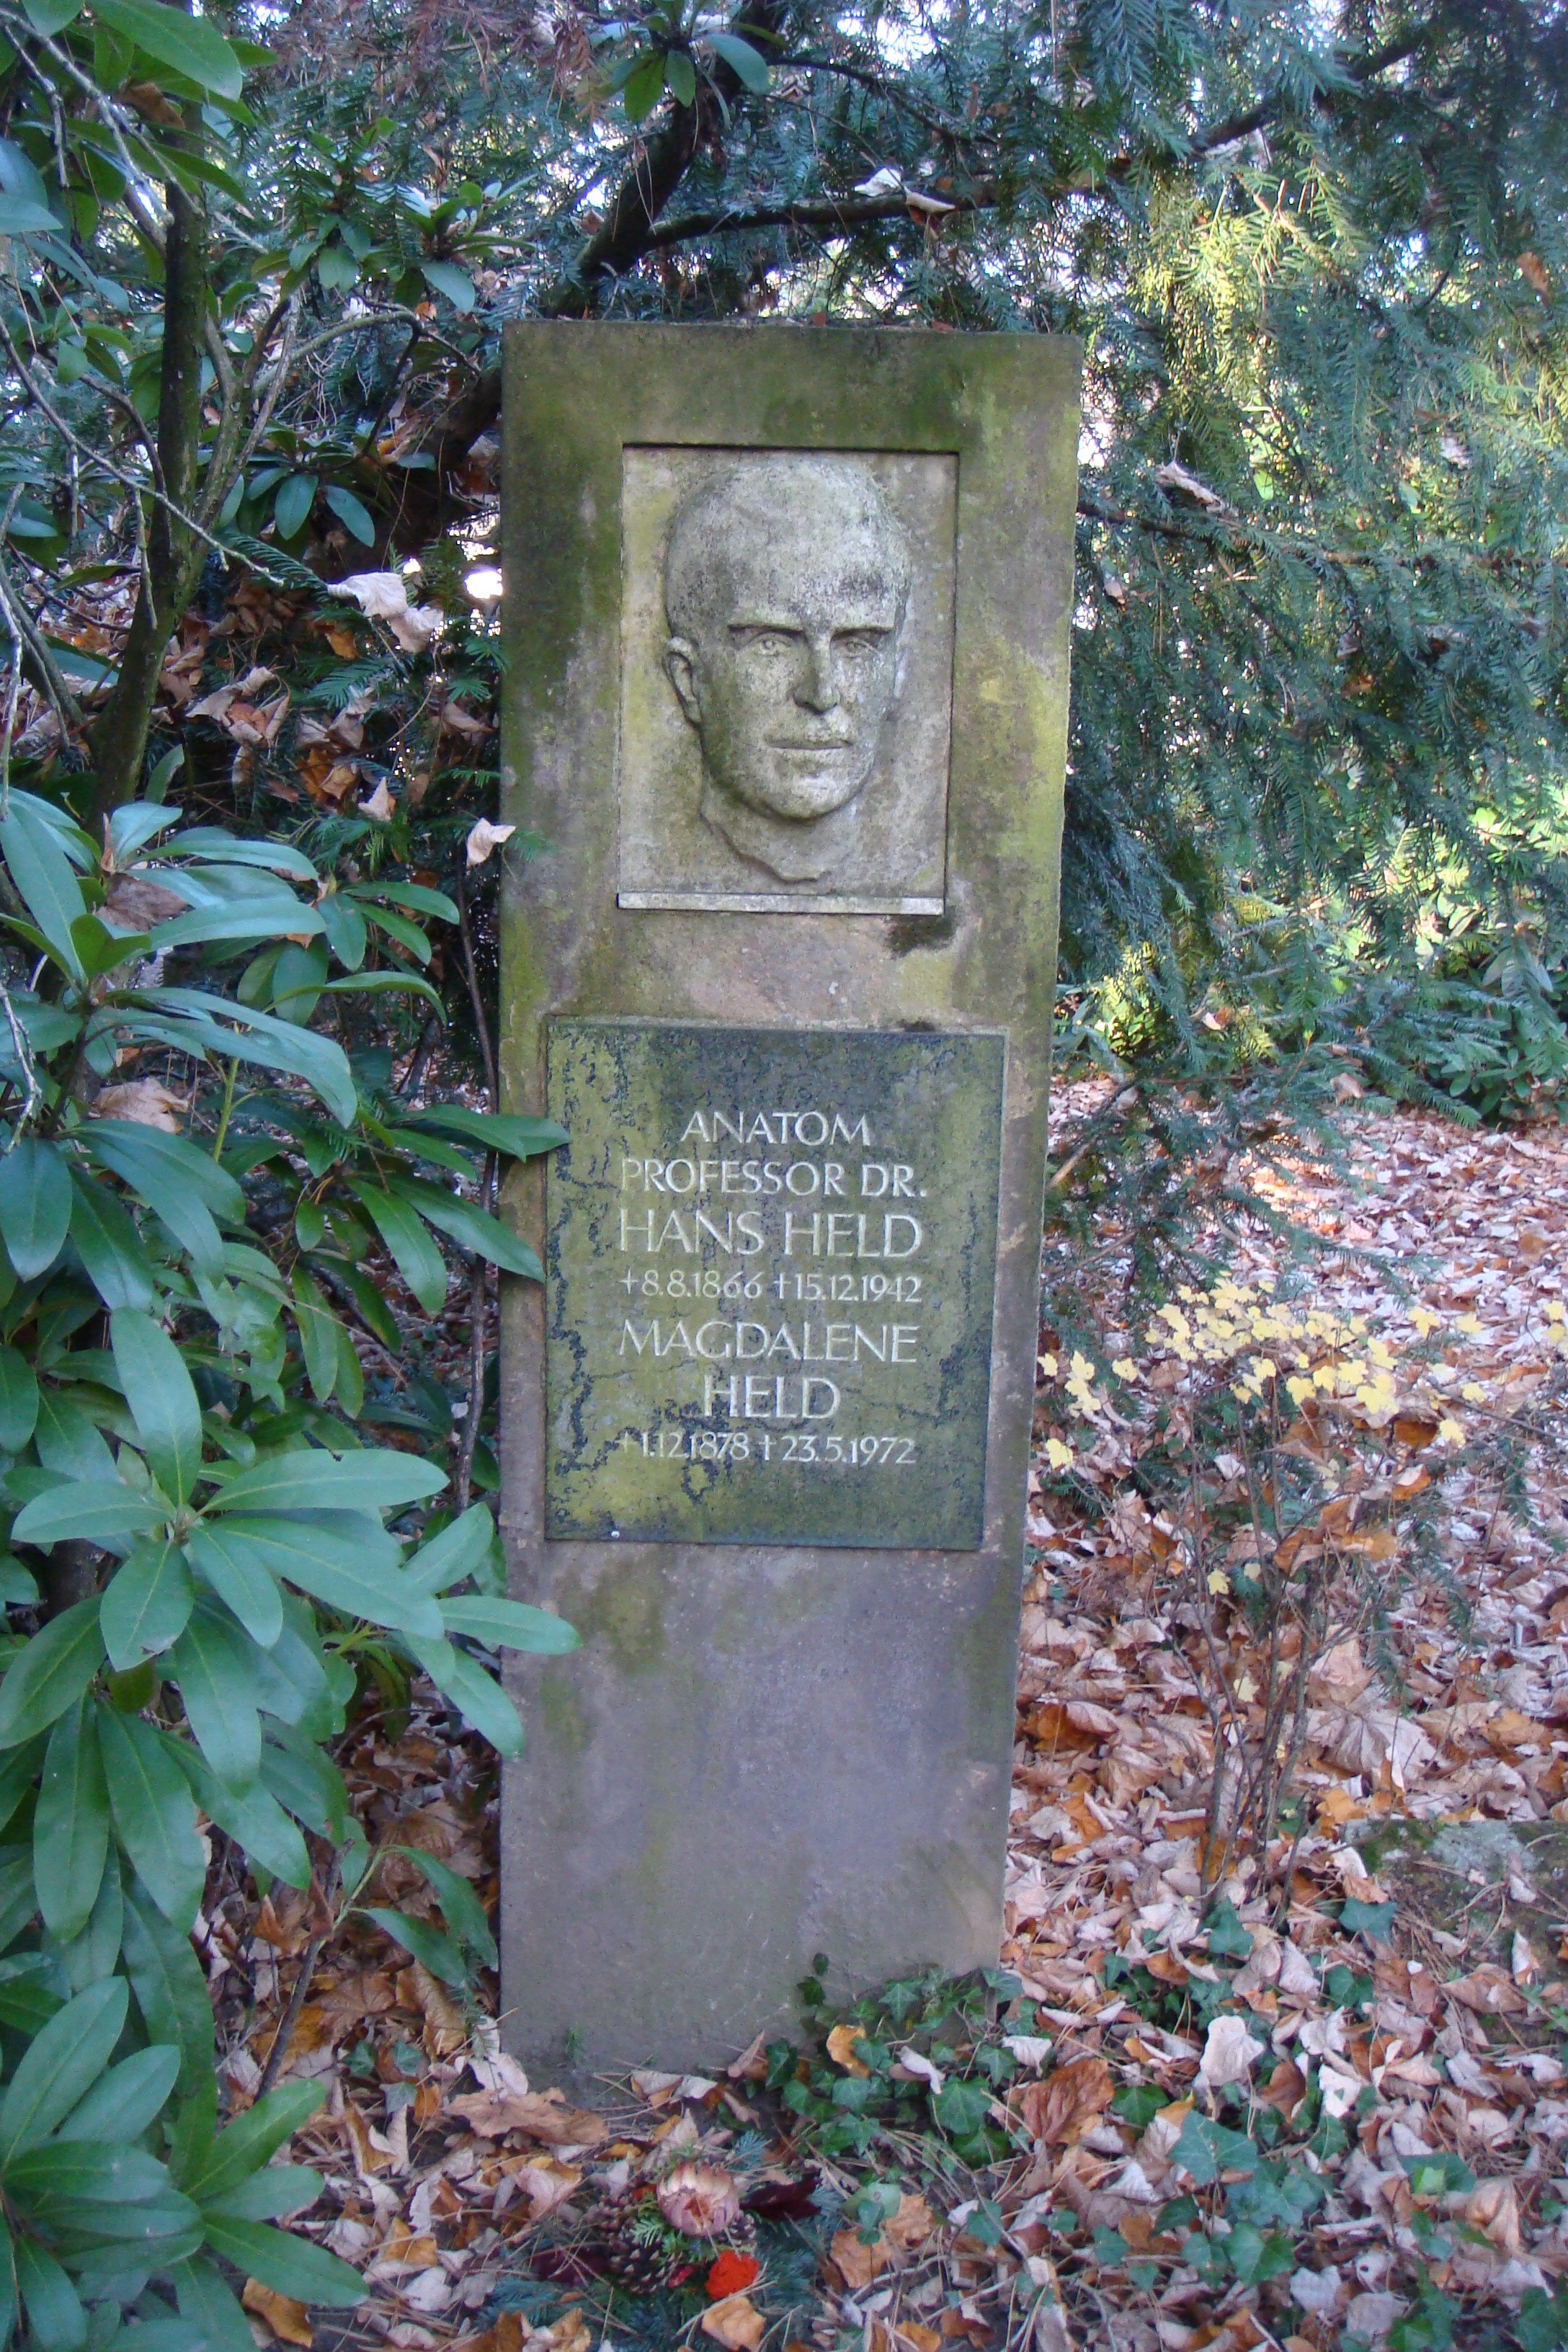 ANATOM
PROFESSOR DR.
HANS HELD
+8.8.1866 †15.12.1942
MAGDALENE
HELD
+1.12.1878 †23.5.1972